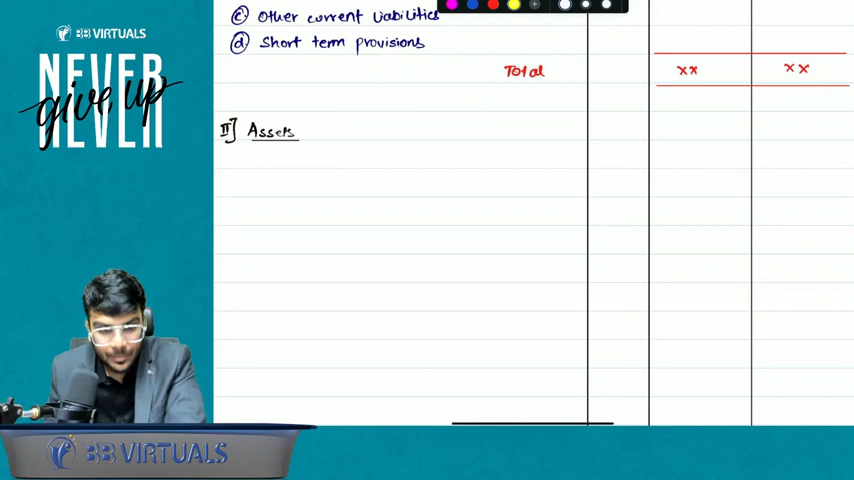 BB VIRTUALS
NEVER
give up
NEVER
Ⓒ Other current liabilities
ⓓ Short term provisions
Total xx xx
II] Assets
BB VIRTUALS